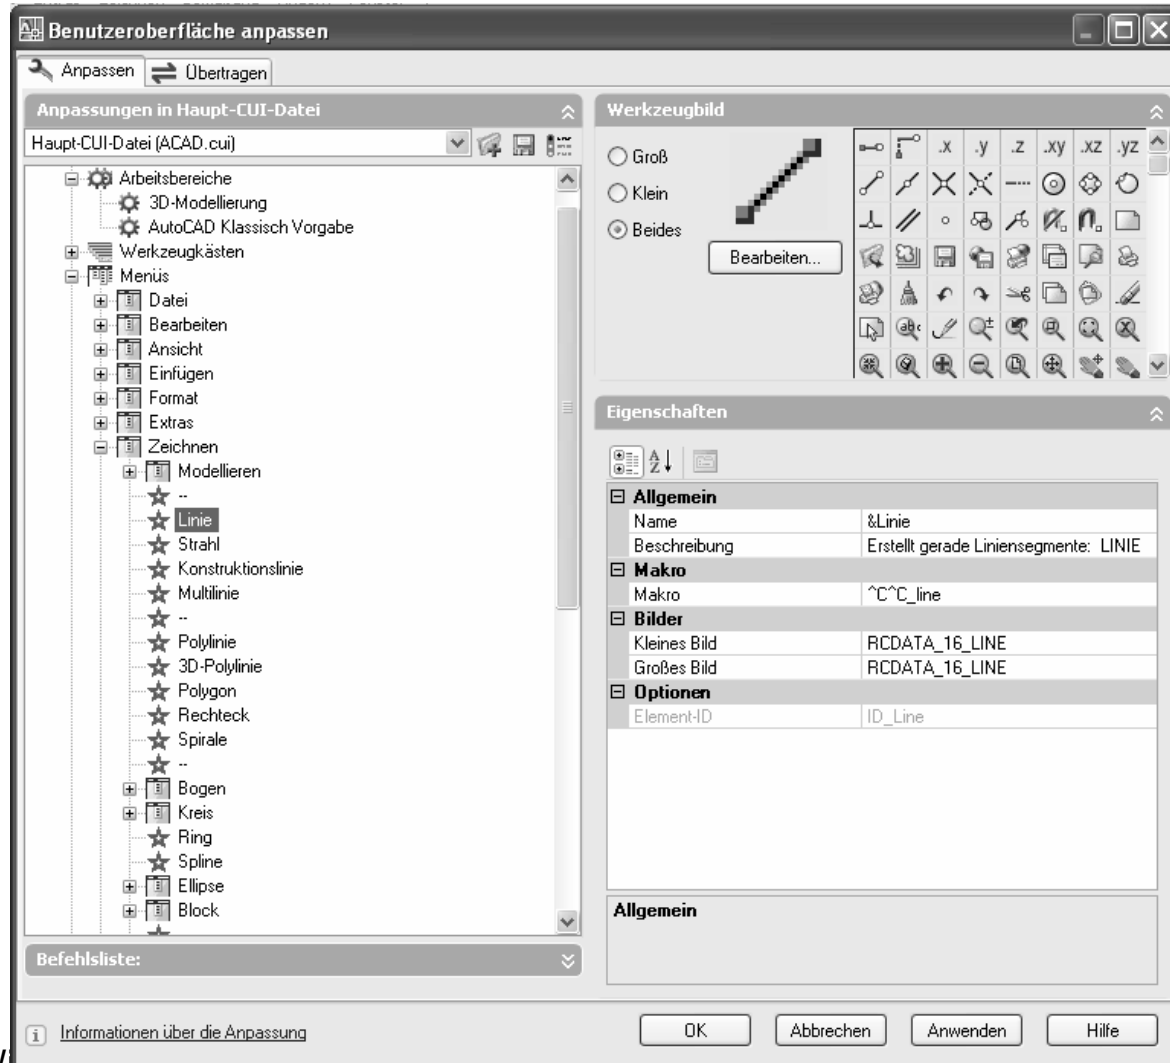 Benutzeroberfläche anpassen
Anpassen
Übertragen
Anpassungen in Haupt-CUI-Datei
Haupt-CUI-Datei (ACAD.cui)
Arbeitsbereiche
3D-Modellierung
AutoCAD Klassisch Vorgabe
Werkzeugkästen
Menüs
Datei
Bearbeiten
Ansicht
Einfügen
Format
Extras
Zeichnen
Modellieren
--
Linie
Strahl
Konstruktionslinie
Multilinie
--
Polylinie
3D-Polylinie
Polygon
Rechteck
Spirale
--
Bogen
Kreis
Ring
Spline
Ellipse
Block
Befehlsliste:
Werkzeugbild
Groß
Klein
Beides
Bearbeiten...
.x .y .z .xy .xz .yz
Eigenschaften
Allgemein
Name &Linie
Beschreibung Erstellt gerade Liniensegmente: LINIE
Makro
Makro ^C^C_line
Bilder
Kleines Bild RCDATA_16_LINE
Großes Bild RCDATA_16_LINE
Optionen
Element-ID ID_Line
Allgemein
Informationen über die Anpassung
OK
Abbrechen
Anwenden
Hilfe